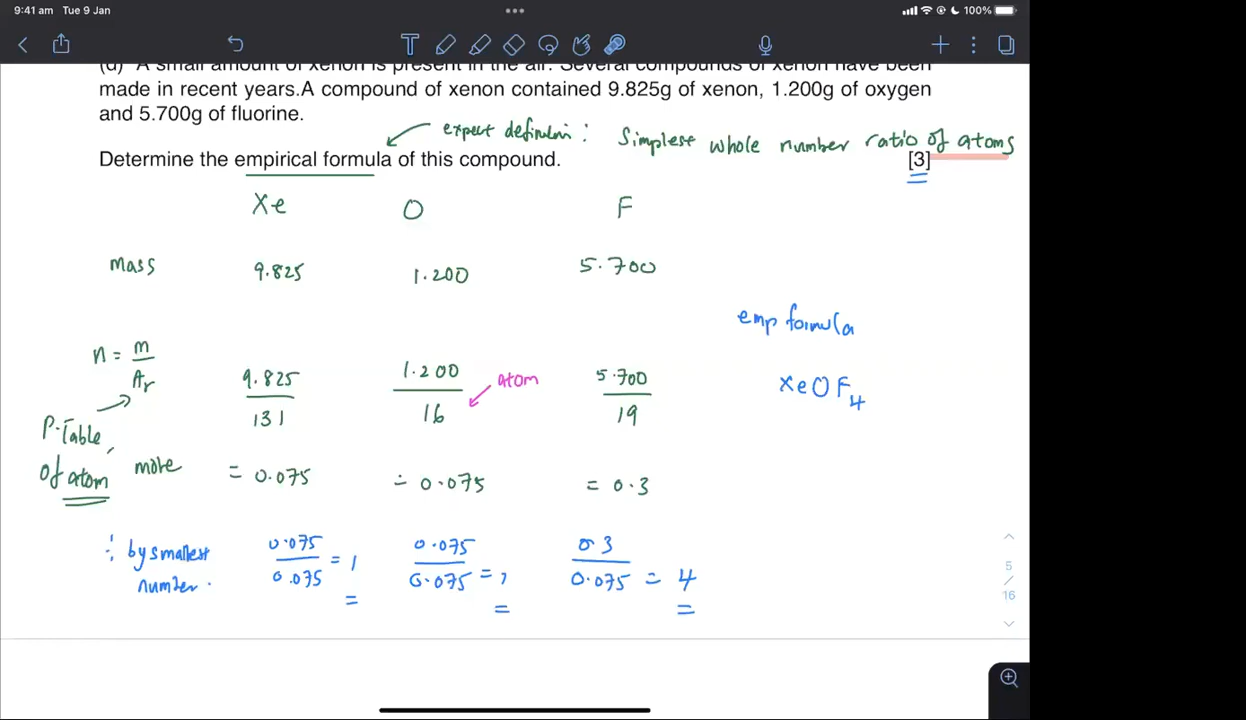 9:41 am Tue 9 Jan
100%
(d) A small amount of xenon is present in the air. Several compounds of xenon have been
made in recent years.A compound of xenon contained 9.825g of xenon, 1.200g of oxygen
and 5.700g of fluorine.
expect definition : Simplest whole number ratio of atoms
Determine the empirical formula of this compound. [3]
Xe O F
mass 9.825 1.200 5.700
emp formula
n = m / Ar
9.825 / 131 1.200 / 16 5.700 / 19
atom
XeOF4
P. Table
of atom
mole = 0.075 = 0.075 = 0.3
÷ by smallest
number.
0.075 / 0.075 = 1 0.075 / 0.075 = 1 0.3 / 0.075 = 4
5 / 16